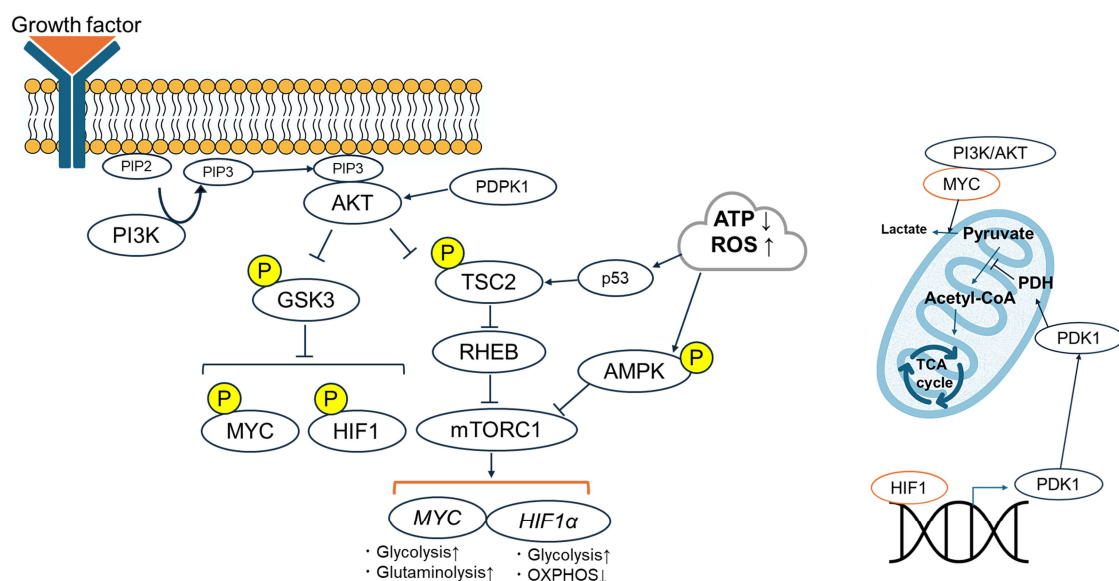 Growth factor
PIP2
PIP3
PIP3
PI3K
AKT
PDPK1
ATP ↓
ROS ↑
P
GSK3
P
TSC2
p53
RHEB
AMPK
P
P
MYC
P
HIF1
mTORC1
MYC
HIF1α
・Glycolysis↑
・Glutaminolysis↑
・Glycolysis↑
・OXPHOS↓
PI3K/AKT
MYC
Lactate
Pyruvate
PDH
Acetyl-CoA
PDK1
TCA
cycle
HIF1
PDK1